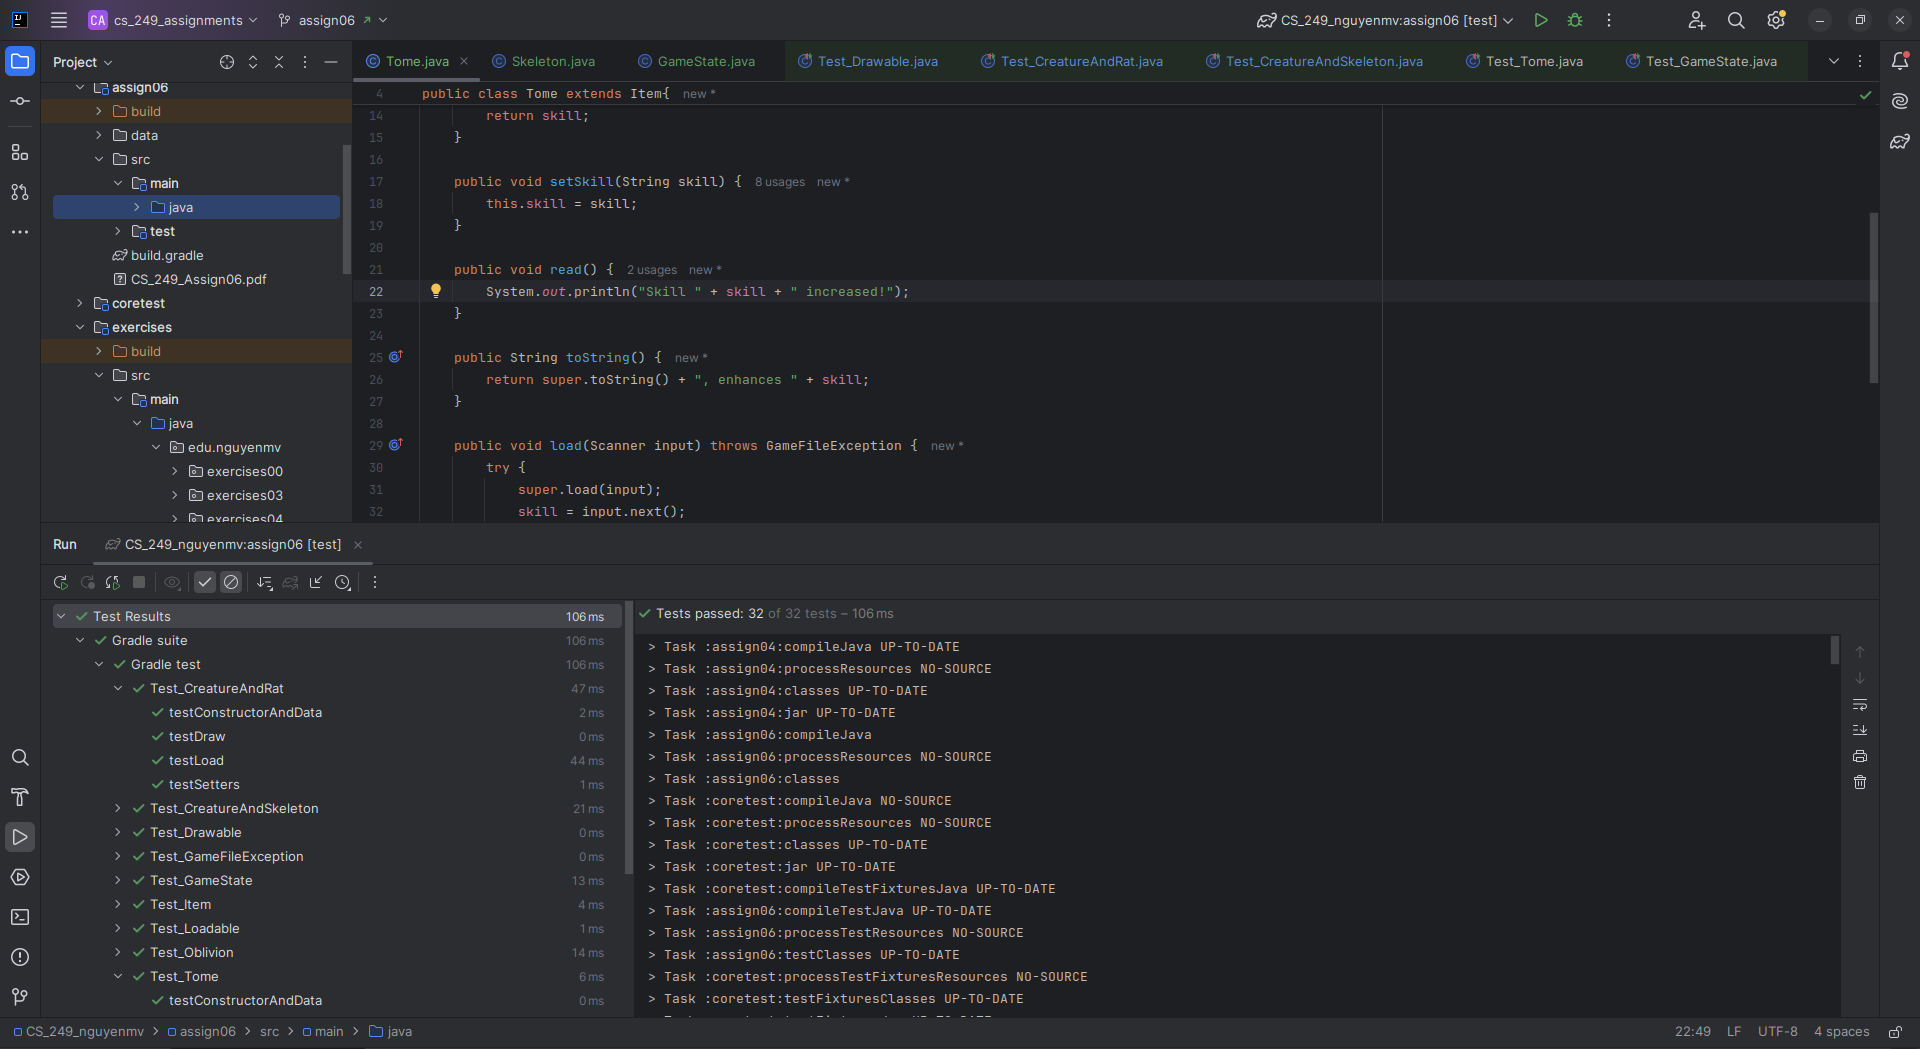 CA cs_249_assignments assign06 CS_249_nguyenmv:assign06 [test]
Project
Tome.java Skeleton.java GameState.java Test_Drawable.java Test_CreatureAndRat.java Test_CreatureAndSkeleton.java Test_Tome.java Test_GameState.java
assign06
build
data
src
main
java
test
build.gradle
CS_249_Assign06.pdf
coretest
exercises
build
src
main
java
edu.nguyenmv
exercises00
exercises03
exercises04
4 public class Tome extends Item{ new *
14 return skill;
15 }
16
17 public void setSkill(String skill) { 8 usages new *
18 this.skill = skill;
19 }
20
21 public void read() { 2 usages new *
22 System.out.println("Skill " + skill + " increased!");
23 }
24
25 public String toString() { new *
26 return super.toString() + ", enhances " + skill;
27 }
28
29 public void load(Scanner input) throws GameFileException { new *
30 try {
31 super.load(input);
32 skill = input.next();
Run CS_249_nguyenmv:assign06 [test]
Test Results 106 ms
Gradle suite 106 ms
Gradle test 106 ms
Test_CreatureAndRat 47 ms
testConstructorAndData 2 ms
testDraw 0 ms
testLoad 44 ms
testSetters 1 ms
Test_CreatureAndSkeleton 21 ms
Test_Drawable 0 ms
Test_GameFileException 0 ms
Test_GameState 13 ms
Test_Item 4 ms
Test_Loadable 1 ms
Test_Oblivion 14 ms
Test_Tome 6 ms
testConstructorAndData 0 ms
Tests passed: 32 of 32 tests – 106 ms
> Task :assign04:compileJava UP-TO-DATE
> Task :assign04:processResources NO-SOURCE
> Task :assign04:classes UP-TO-DATE
> Task :assign04:jar UP-TO-DATE
> Task :assign06:compileJava
> Task :assign06:processResources NO-SOURCE
> Task :assign06:classes
> Task :coretest:compileJava NO-SOURCE
> Task :coretest:processResources NO-SOURCE
> Task :coretest:classes UP-TO-DATE
> Task :coretest:jar UP-TO-DATE
> Task :coretest:compileTestFixturesJava UP-TO-DATE
> Task :assign06:compileTestJava UP-TO-DATE
> Task :assign06:processTestResources NO-SOURCE
> Task :assign06:testClasses UP-TO-DATE
> Task :coretest:processTestFixturesResources NO-SOURCE
> Task :coretest:testFixturesClasses UP-TO-DATE
CS_249_nguyenmv > assign06 > src > main > java 22:49 LF UTF-8 4 spaces